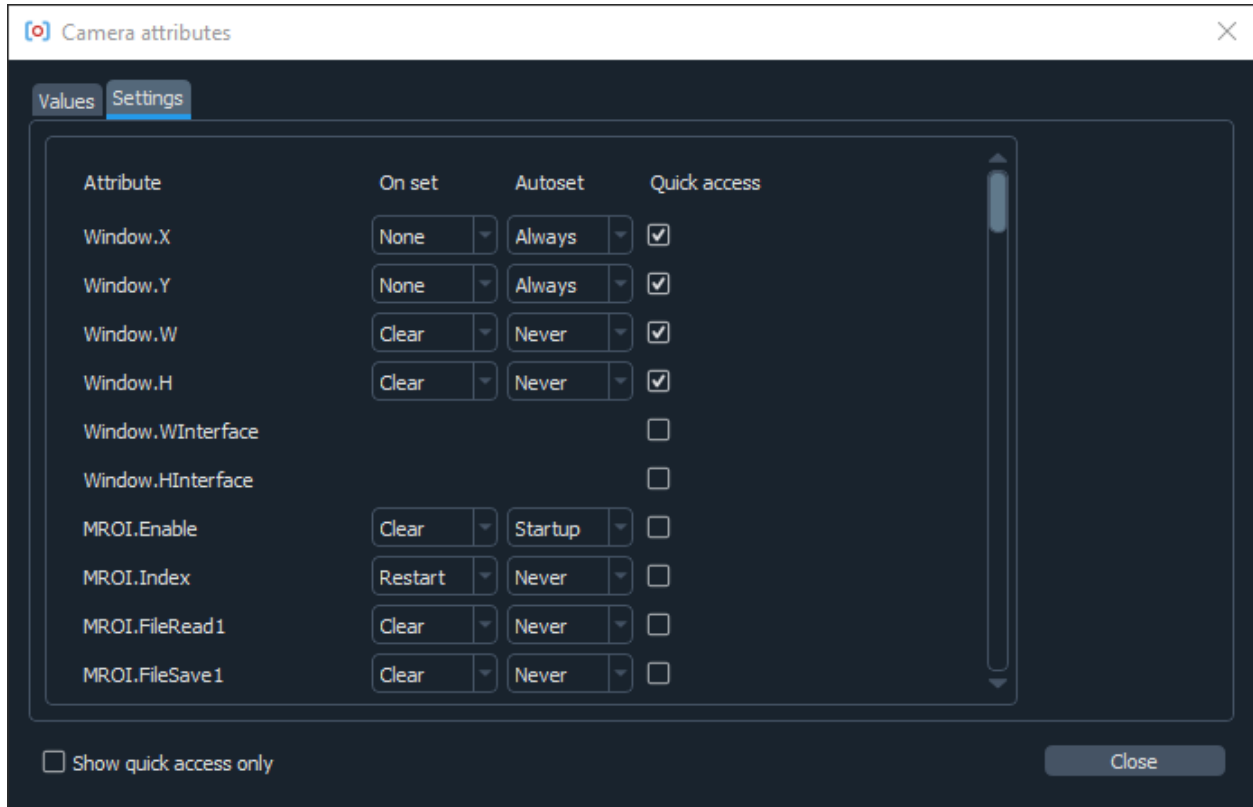 Camera attributes
Values Settings
Attribute On set Autoset Quick access
Window.X None Always
Window.Y None Always
Window.W Clear Never
Window.H Clear Never
Window.WInterface
Window.HInterface
MROI.Enable Clear Startup
MROI.Index Restart Never
MROI.FileRead1 Clear Never
MROI.FileSave1 Clear Never
Show quick access only Close